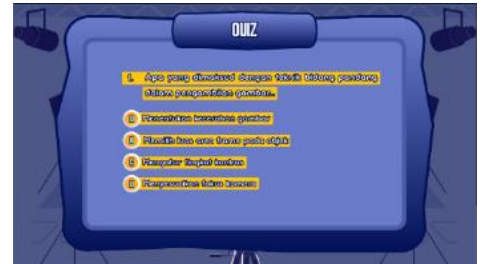 QUIZ
1. Apa yang dimaksud dengan teknik bidang pandang
dalam pengambilan gambar..
Menentukan kecerahan gambar
Memilih luas area frame pada objek
Mengatur tingkat kontras
Menyesuaikan fokus kamera